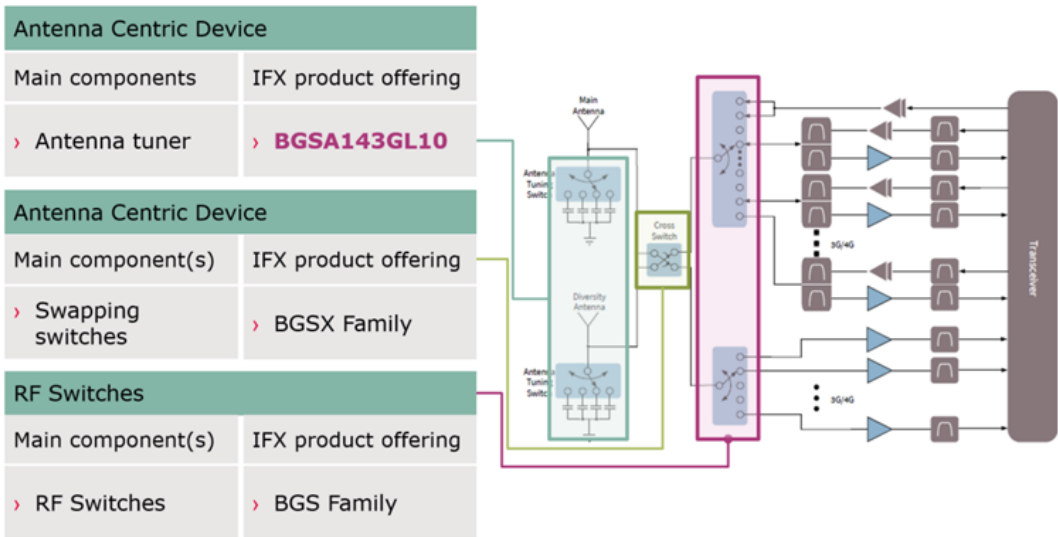 Antenna Centric Device
Main components
IFX product offering
› Antenna tuner
› BGSA143GL10
Antenna Centric Device
Main component(s)
IFX product offering
› Swapping
switches
› BGSX Family
RF Switches
Main component(s)
IFX product offering
› RF Switches
› BGS Family
Main
Antenna
Antenna
Tuning
Switch
Cross
Switch
Diversity
Antenna
Antenna
Tuning
Switch
3G/4G
3G/4G
Transceiver